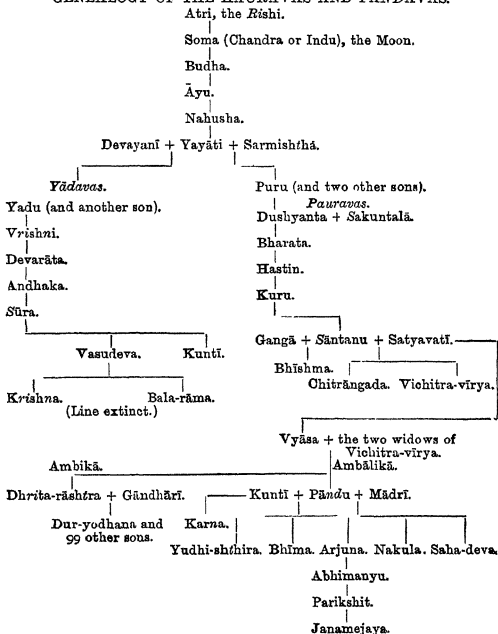 GENEALOGY OF THE KAURAVAS AND PĀNDAVAS.
Atri, the Rishi.
Soma (Chandra or Indu), the Moon.
Budha.
Āyu.
Nahusha.
Devayanī + Yayāti + Sarmishthá.
Yādavas.
Yadu (and another son).
Vrishni.
Devarāta.
Andhaka.
Sūra.
Vasudeva. Kuntī.
Krishna. Bala-rāma.
(Line extinct.)
Puru (and two other sons).
Pauravas.
Dushyanta + Sakuntalā.
Bharata.
Hastin.
Kuru.
Gangā + Sāntanu + Satyavatī.
Bhīshma.
Chitrāngada. Vichitra-vīrya.
Vyāsa + the two widows of
Vichitra-vīrya.
Ambikā. Ambālikā.
Dhrita-rāshtra + Gāndhārī. Kuntī + Pāndu + Mādrī.
Dur-yodhana and
99 other sons.
Karna.
Yudhi-shthira. Bhīma. Arjuna. Nakula. Saha-deva.
Abhimanyu.
Parikshit.
Janamejaya.